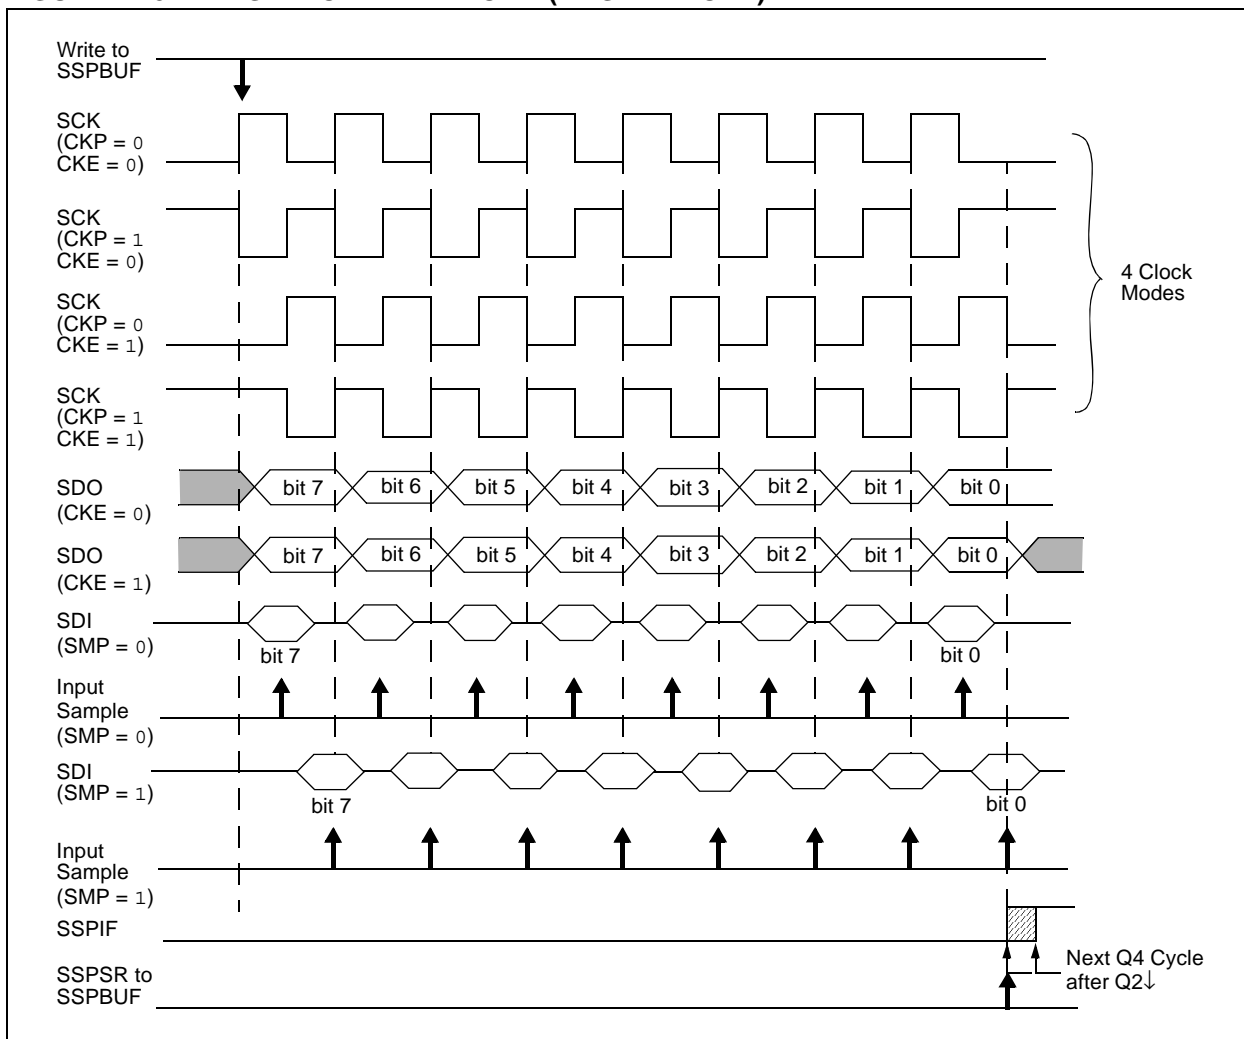 Write to
SSPBUF
SCK
(CKP = 0
CKE = 0)
SCK
(CKP = 1
CKE = 0)
SCK
(CKP = 0
CKE = 1)
SCK
(CKP = 1
CKE = 1)
4 Clock
Modes
SDO
(CKE = 0)
bit 7 bit 6 bit 5 bit 4 bit 3 bit 2 bit 1 bit 0
SDO
(CKE = 1)
bit 7 bit 6 bit 5 bit 4 bit 3 bit 2 bit 1 bit 0
SDI
(SMP = 0)
bit 7 bit 0
Input
Sample
(SMP = 0)
SDI
(SMP = 1)
bit 7 bit 0
Input
Sample
(SMP = 1)
SSPIF
SSPSR to
SSPBUF
Next Q4 Cycle
after Q2↓